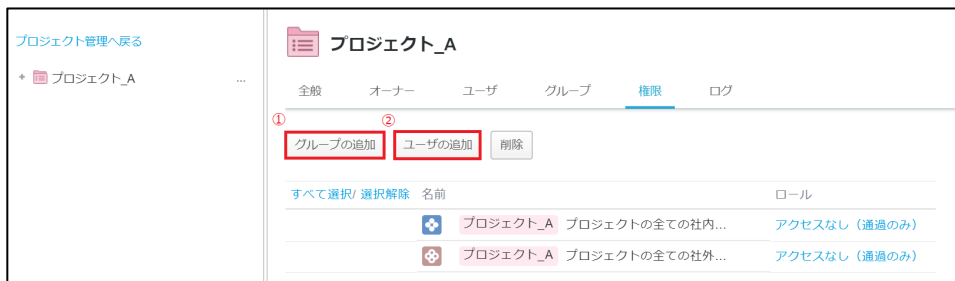 プロジェクト管理へ戻る
プロジェクト_A
...
プロジェクト_A
全般 オーナー ユーザ グループ 権限 ログ
① ②
グループの追加 ユーザの追加 削除
すべて選択/ 選択解除 名前 ロール
プロジェクト_A プロジェクトの全ての社内... アクセスなし（通過のみ）
プロジェクト_A プロジェクトの全ての社外... アクセスなし（通過のみ）